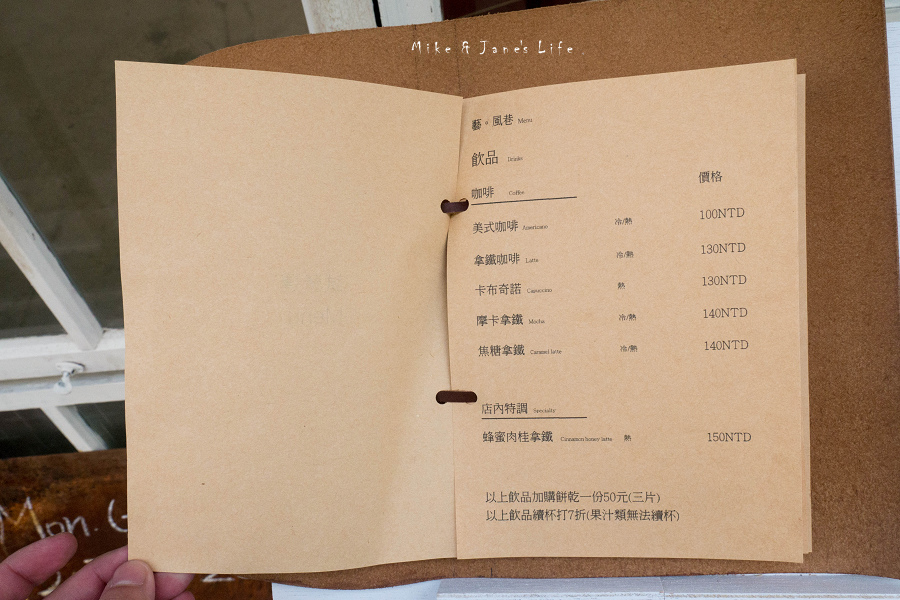 Mike & Jane's Life
藝。風巷 Menu
飲品 Drinks
價格
咖啡 Coffee
美式咖啡 Americano 冷/熱 100NTD
拿鐵咖啡 Latte 冷/熱 130NTD
卡布奇諾 Capuccino 熱 130NTD
摩卡拿鐵 Mocha 冷/熱 140NTD
焦糖拿鐵 Caramel latte 冷/熱 140NTD
店內特調 Specialty
蜂蜜肉桂拿鐵 Cinnamon honey latte 熱 150NTD
以上飲品加購餅乾一份50元(三片)
以上飲品續杯打7折(果汁類無法續杯)
Mon.